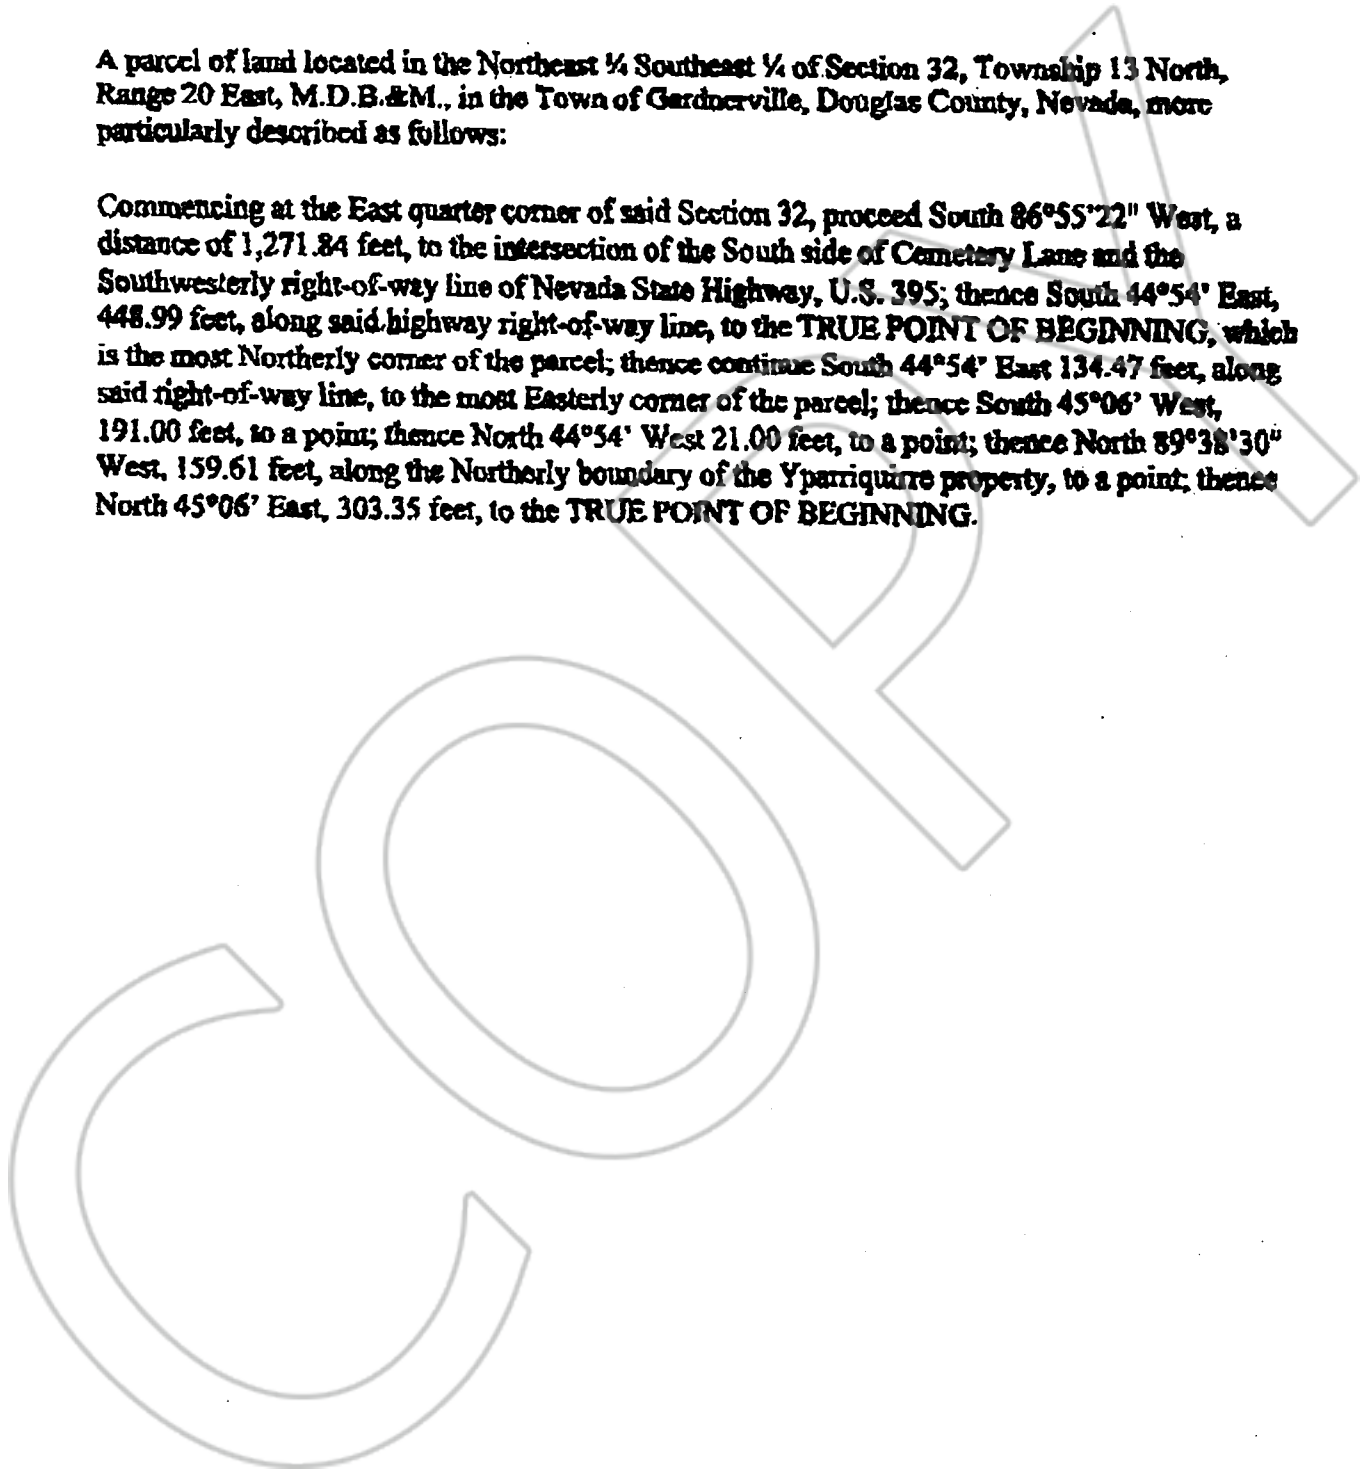 A parcel of land located in the Northeast ¼ Southeast ¼ of Section 32, Township 13 North,
Range 20 East, M.D.B.&M., in the Town of Gardnerville, Douglas County, Nevada, more
particularly described as follows:
Commencing at the East quarter corner of said Section 32, proceed South 86°55'22" West, a
distance of 1,271.84 feet, to the intersection of the South side of Cemetery Lane and the
Southwesterly right-of-way line of Nevada State Highway, U.S. 395; thence South 44°54' East,
448.99 feet, along said highway right-of-way line, to the TRUE POINT OF BEGINNING, which
is the most Northerly corner of the parcel; thence continue South 44°54' East 134.47 feet, along
said right-of-way line, to the most Easterly corner of the parcel; thence South 45°06' West,
191.00 feet, to a point; thence North 44°54' West 21.00 feet, to a point; thence North 89°38'30"
West, 159.61 feet, along the Northerly boundary of the Yparriquirre property, to a point; thence
North 45°06' East, 303.35 feet, to the TRUE POINT OF BEGINNING.
COPY